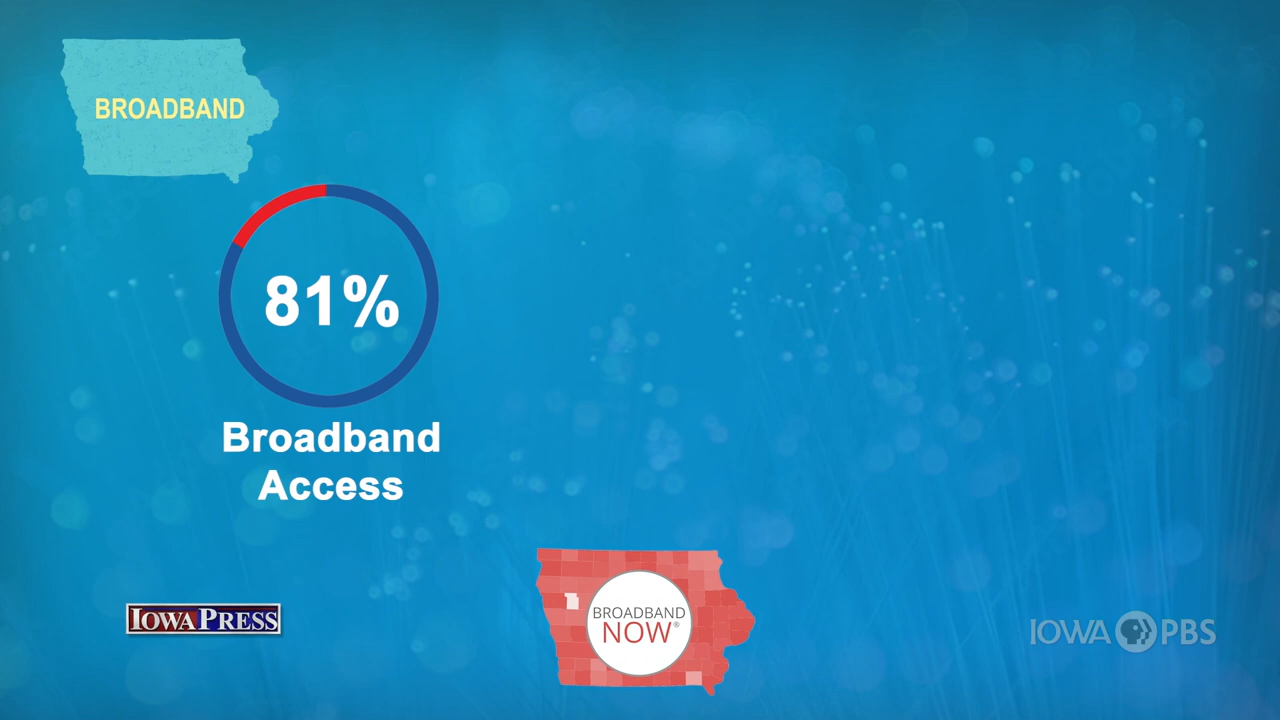 BROADBAND
81%
Broadband
Access
IOWA PRESS
BROADBAND
NOW®
IOWA PBS